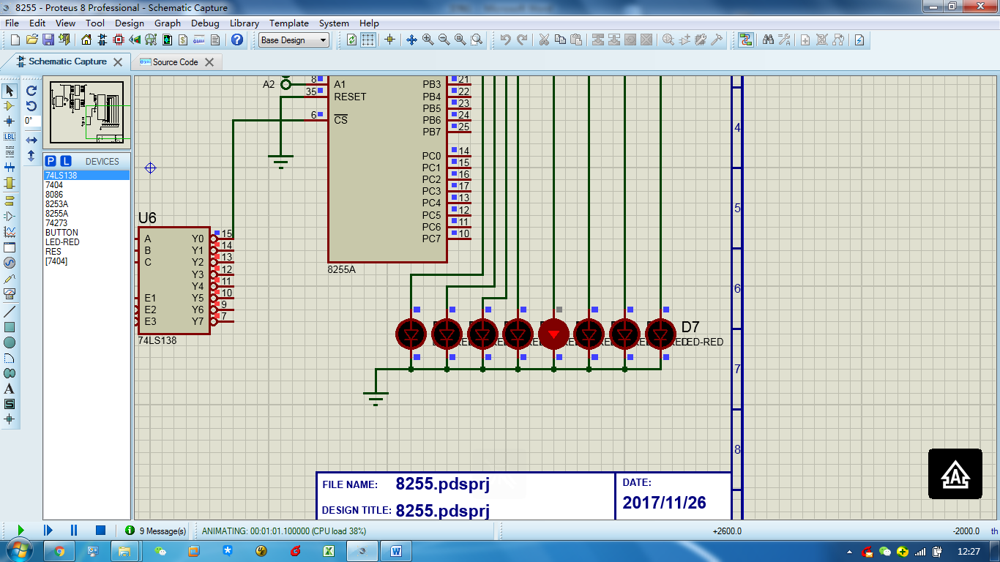 8255 - Proteus 8 Professional - Schematic Capture
File Edit View Tool Design Graph Debug Library Template System Help
Base Design
Schematic Capture
Source Code
0°
P L DEVICES
74LS138
7404
8086
8253A
8255A
74273
BUTTON
LED-RED
RES
[7404]
A2
8 A1
35 RESET
6 CS
PB3 21
PB4 22
PB5 23
PB6 24
PB7 25
PC0 14
PC1 15
PC2 16
PC3 17
PC4 13
PC5 12
PC6 11
PC7 10
8255A
U6
A Y0 15
B Y1 14
C Y2 13
Y3 12
Y4 11
E1 Y5 10
E2 Y6 9
E3 Y7 7
74LS138
D7
LED-RED
4
5
6
7
8
FILE NAME: 8255.pdsprj
DESIGN TITLE: 8255.pdsprj
DATE:
2017/11/26
9 Message(s)
ANIMATING: 00:01:01.100000 (CPU load 38%)
+2600.0
-2000.0
th
12:27